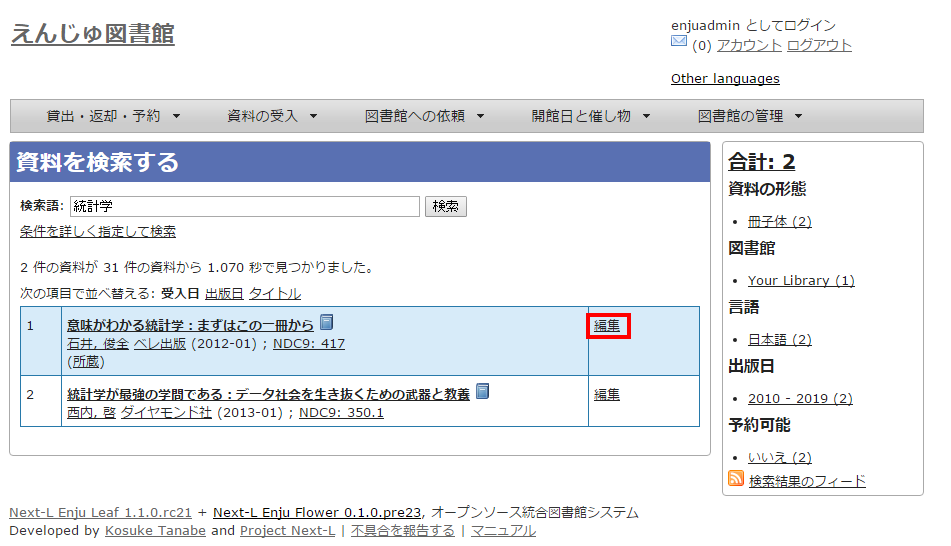 えんじゅ図書館
enjuadmin としてログイン
(0) アカウント ログアウト
Other languages
貸出・返却・予約 ▼ 資料の受入 ▼ 図書館への依頼 ▼ 開館日と催し物 ▼ 図書館の管理 ▼
資料を検索する
検索語: 統計学 検索
条件を詳しく指定して検索
2 件の資料が 31 件の資料から 1.070 秒で見つかりました。
次の項目で並べ替える: 受入日 出版日 タイトル
1 意味がわかる統計学 : まずはこの一冊から 編集
石井, 俊全 ベレ出版 (2012-01) ; NDC9: 417
(所蔵)
2 統計学が最強の学問である : データ社会を生き抜くための武器と教養 編集
西内, 啓 ダイヤモンド社 (2013-01) ; NDC9: 350.1
合計: 2
資料の形態
• 冊子体 (2)
図書館
• Your Library (1)
言語
• 日本語 (2)
出版日
• 2010 - 2019 (2)
予約可能
• いいえ (2)
検索結果のフィード
Next-L Enju Leaf 1.1.0.rc21 + Next-L Enju Flower 0.1.0.pre23, オープンソース統合図書館システム
Developed by Kosuke Tanabe and Project Next-L | 不具合を報告する | マニュアル